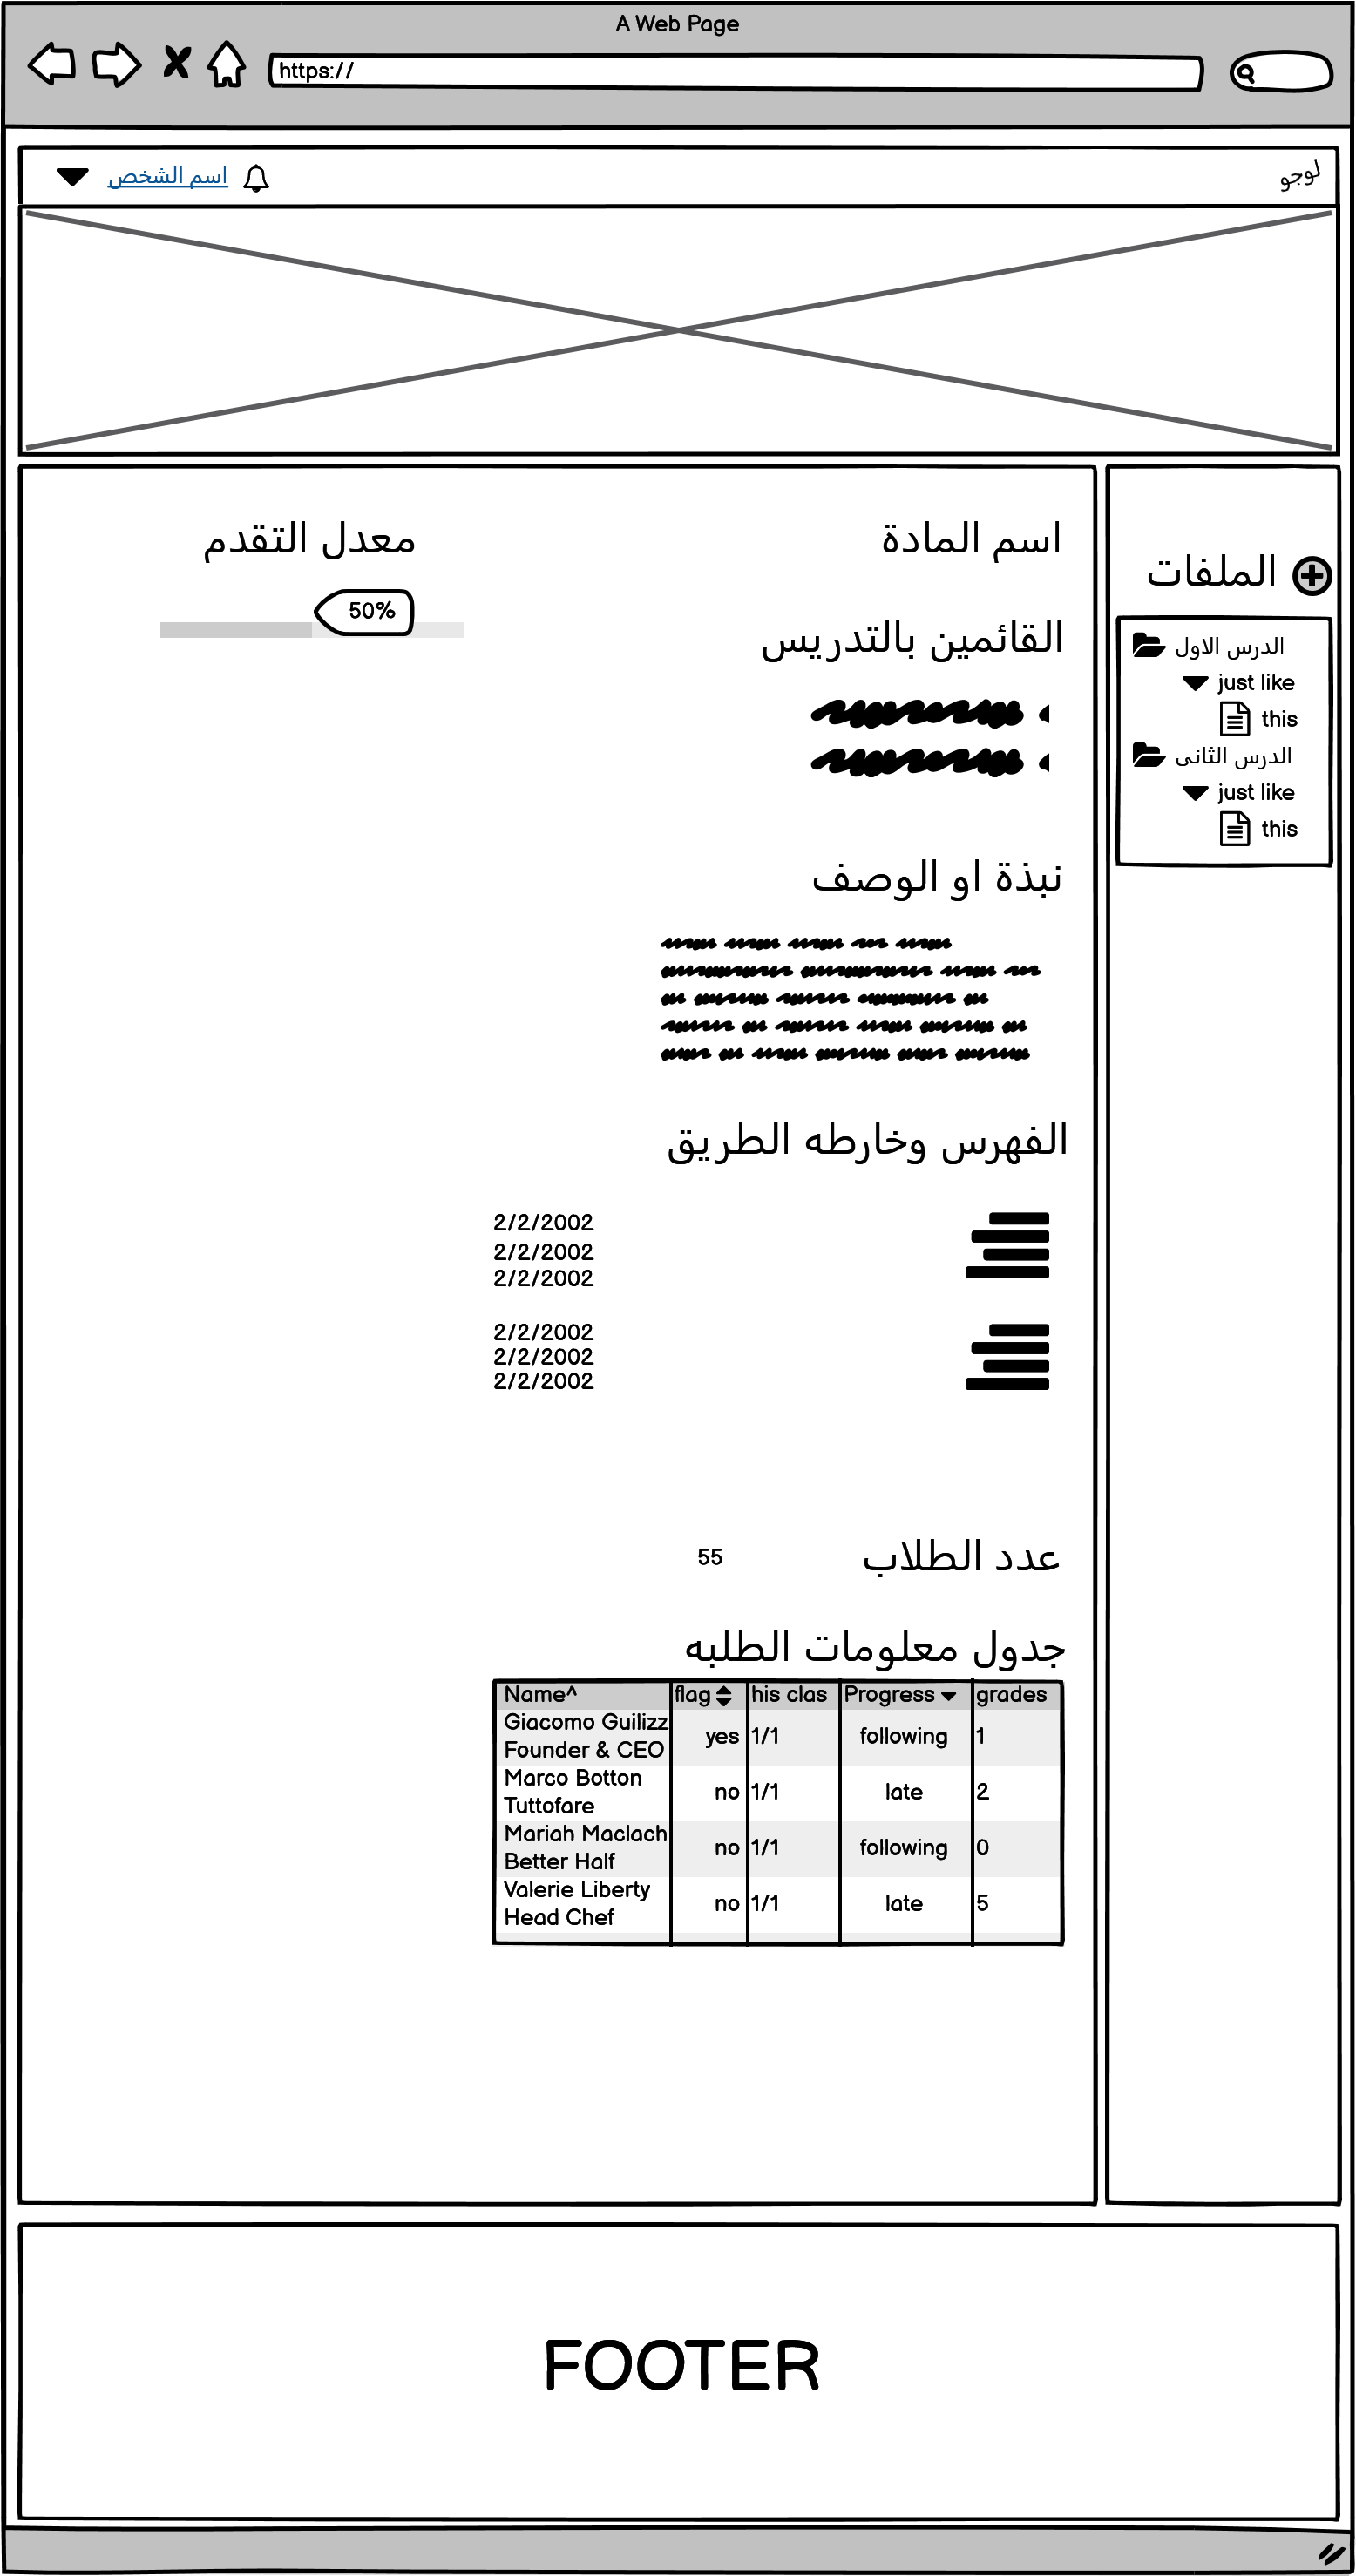 A Web Page
https://
لوجو
اسم الشخص
الملفات
الدرس الاول
just like
this
الدرس الثانى
just like
this
اسم المادة
معدل التقدم
50%
القائمين بالتدريس
نبذة او الوصف
الفهرس وخارطه الطريق
2/2/2002
2/2/2002
2/2/2002
2/2/2002
2/2/2002
2/2/2002
عدد الطلاب 55
جدول معلومات الطلبه
Name^ flag his clas Progress grades
Giacomo Guilizz
Founder & CEO yes 1/1 following 1
Marco Botton
Tuttofare no 1/1 late 2
Mariah Maclach
Better Half no 1/1 following 0
Valerie Liberty
Head Chef no 1/1 late 5
FOOTER